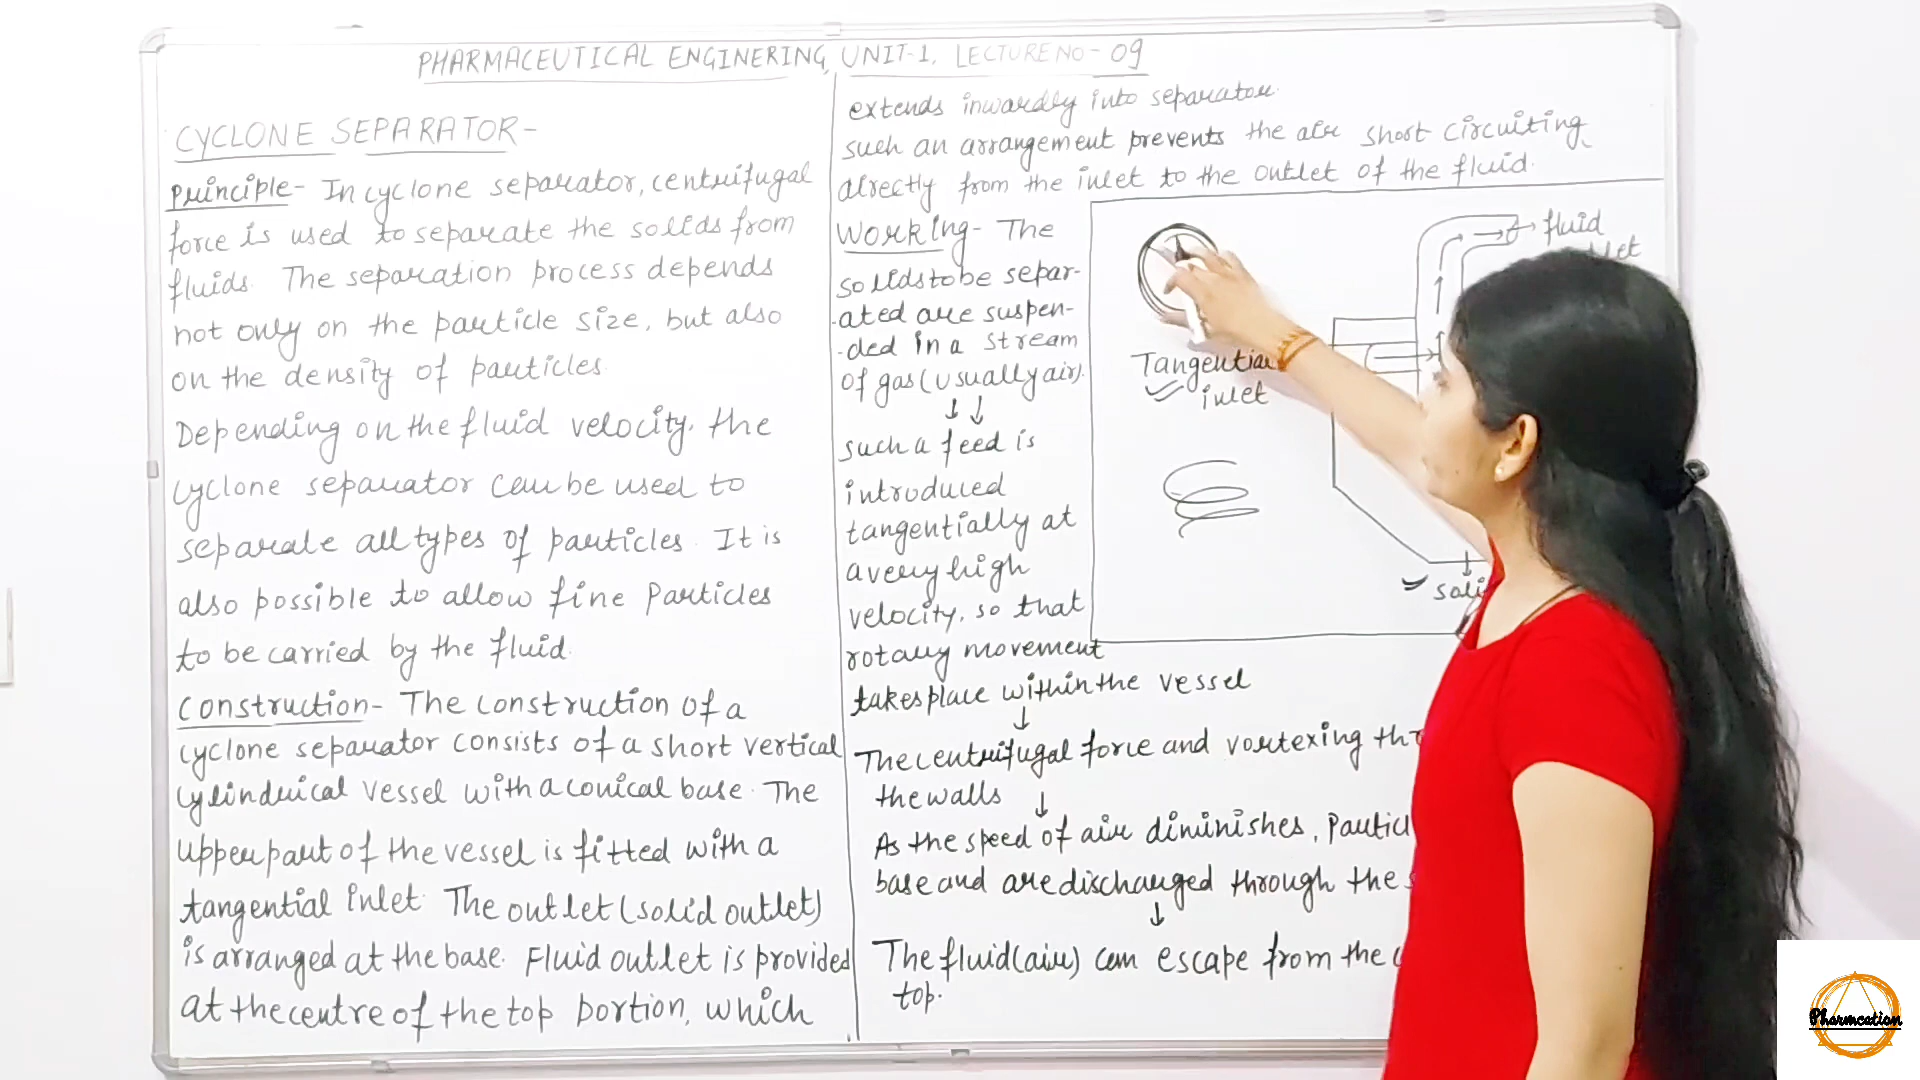 PHARMACEUTICAL ENGINERING, UNIT-1, LECTURE NO - 09
CYCLONE SEPARATOR-
Principle- In cyclone separator, centrifugal
force is used to separate the solids from
fluids. The separation process depends
not only on the particle size, but also
on the density of particles.
Depending on the fluid velocity, the
cyclone separator can be used to
separate all types of particles. It is
also possible to allow fine particles
to be carried by the fluid.
Construction- The construction of a
cyclone separator consists of a short vertical
cylindrical vessel with a conical base. The
upper part of the vessel is fitted with a
tangential inlet. The outlet (solid outlet)
is arranged at the base. Fluid outlet is provided
at the centre of the top portion, which
extends inwardly into separator.
such an arrangement prevents the air short circuiting
directly from the inlet to the outlet of the fluid.
Working- The
solids to be separ-
-ated are suspen-
-ded in a stream
of gas (usually air).
such a feed is
introduced
tangentially at
a very high
velocity, so that
rotary movement
takes place within the vessel
The centrifugal force and vortexing thr
the walls
As the speed of air diminishes, particl
base and are discharged through the s
The fluid (air) can escape from the c
top.
fluid
let
Tangential
inlet
soli
Pharmcation